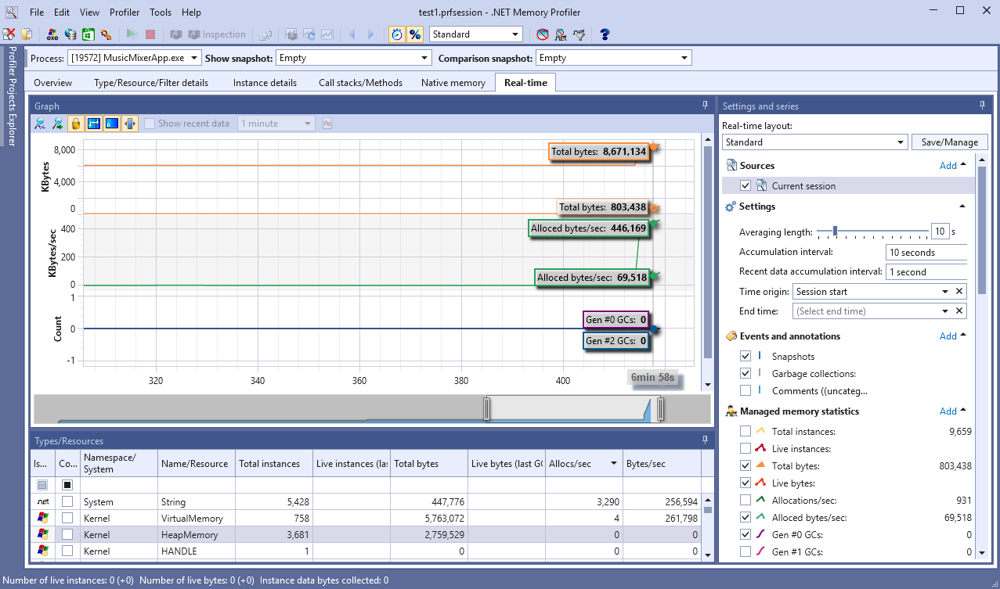 test1.prfsession - .NET Memory Profiler
File Edit View Profiler Tools Help
exe Inspection Standard .net
Profiler Projects Explorer
Process: [19572] MusicMixerApp.exe Show snapshot: Empty Comparison snapshot: Empty
Overview Type/Resource/Filter details Instance details Call stacks/Methods Native memory Real-time
Graph
Show recent data 1 minute
KBytes
8,000
4,000
0
Total bytes: 8,671,134
Total bytes: 803,438
KBytes/sec
400
200
0
Alloced bytes/sec: 446,169
Alloced bytes/sec: 69,518
Count
1
0
-1
Gen #0 GCs: 0
Gen #2 GCs: 0
320 340 360 380 400
6min 58s
Types/Resources
Is... Co... Namespace/
System Name/Resource Total instances Live instances (las Total bytes Live bytes (last GC Allocs/sec Bytes/sec
.net System String 5,428 447,776 3,290 256,594
Kernel VirtualMemory 758 5,763,072 4 261,798
Kernel HeapMemory 3,681 2,759,529 0 0
Kernel HANDLE 1 0 0 0
Settings and series
Real-time layout:
Standard Save/Manage
Sources Add
Current session
Settings
Averaging length: 10 s
Accumulation interval: 10 seconds
Recent data accumulation interval: 1 second
Time origin: Session start
End time: (Select end time)
Events and annotations Add
Snapshots
Garbage collections:
Comments ((uncateg...
.net Managed memory statistics Add
Total instances: 9,659
Live instances:
Total bytes: 803,438
Live bytes:
Allocations/sec: 931
Alloced bytes/sec: 69,518
Gen #0 GCs: 0
Gen #1 GCs: 0
Number of live instances: 0 (+0) Number of live bytes: 0 (+0) Instance data bytes collected: 0